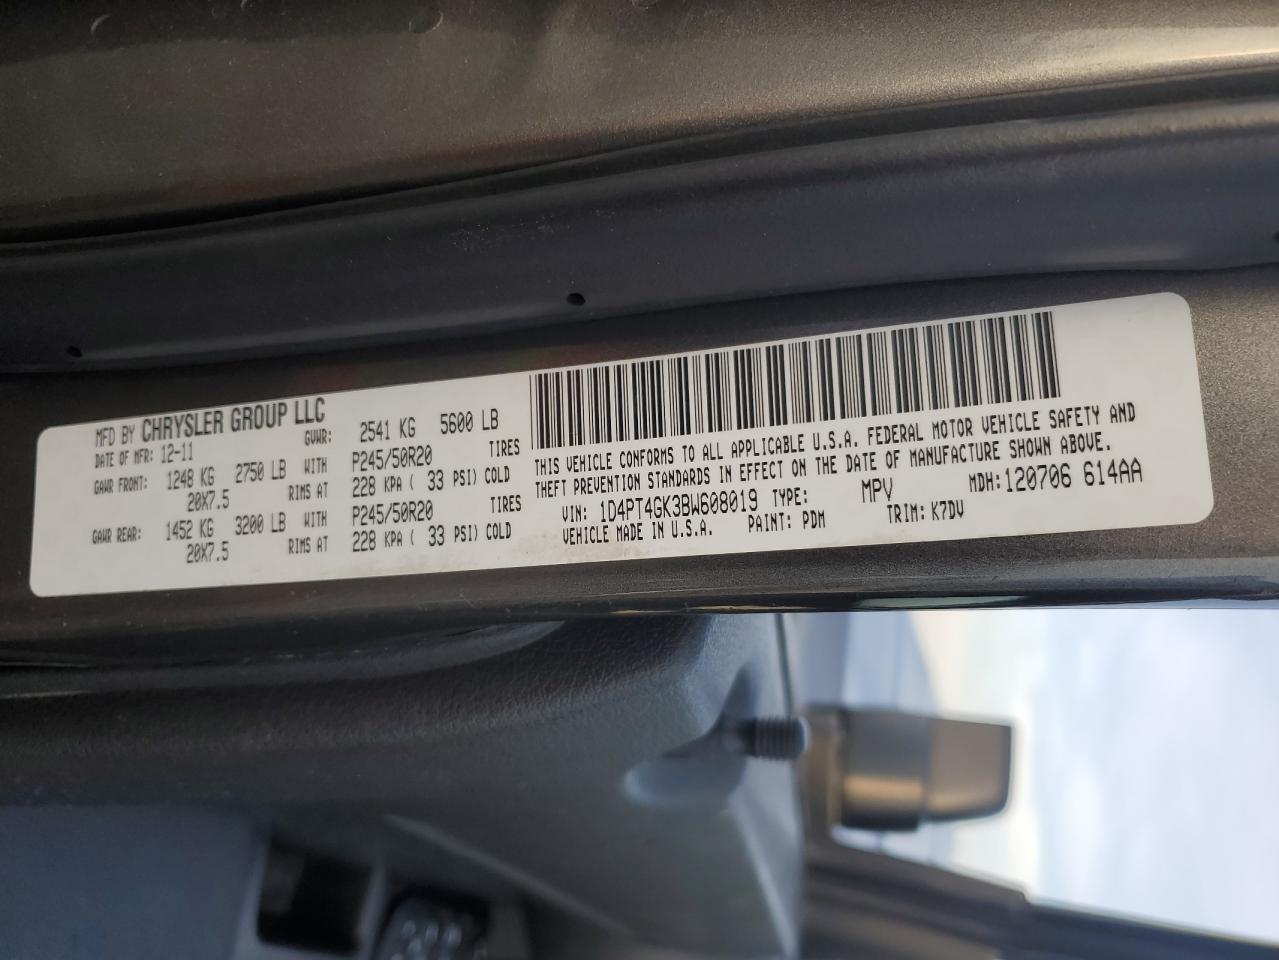 MFD BY CHRYSLER GROUP LLC
DATE OF MFR: 12-11 GVWR: 2541 KG 5600 LB
GAWR FRONT: 1248 KG 2750 LB WITH P245/50R20 TIRES
20X7.5 RIMS AT 228 KPA ( 33 PSI) COLD
GAWR REAR: 1452 KG 3200 LB WITH P245/50R20 TIRES
20X7.5 RIMS AT 228 KPA ( 33 PSI) COLD
THIS VEHICLE CONFORMS TO ALL APPLICABLE U.S.A. FEDERAL MOTOR VEHICLE SAFETY AND
THEFT PREVENTION STANDARDS IN EFFECT ON THE DATE OF MANUFACTURE SHOWN ABOVE.
VIN: 1D4PT4GK3BW608019 TYPE: MPV MDH: 120706 614AA
VEHICLE MADE IN U.S.A. PAINT: PDM TRIM: K7DV